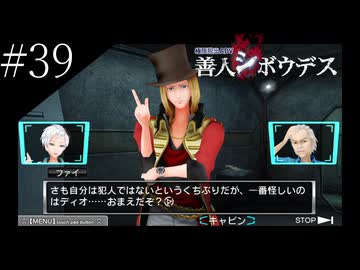 #39
極限脱出ADV
善人シボウデス
ファイ
さも自分は犯人ではないというくちぶりだが、一番怪しいの
はディオ……おまえだぞ?
【MENU】touch pad button
キャビン
STOP